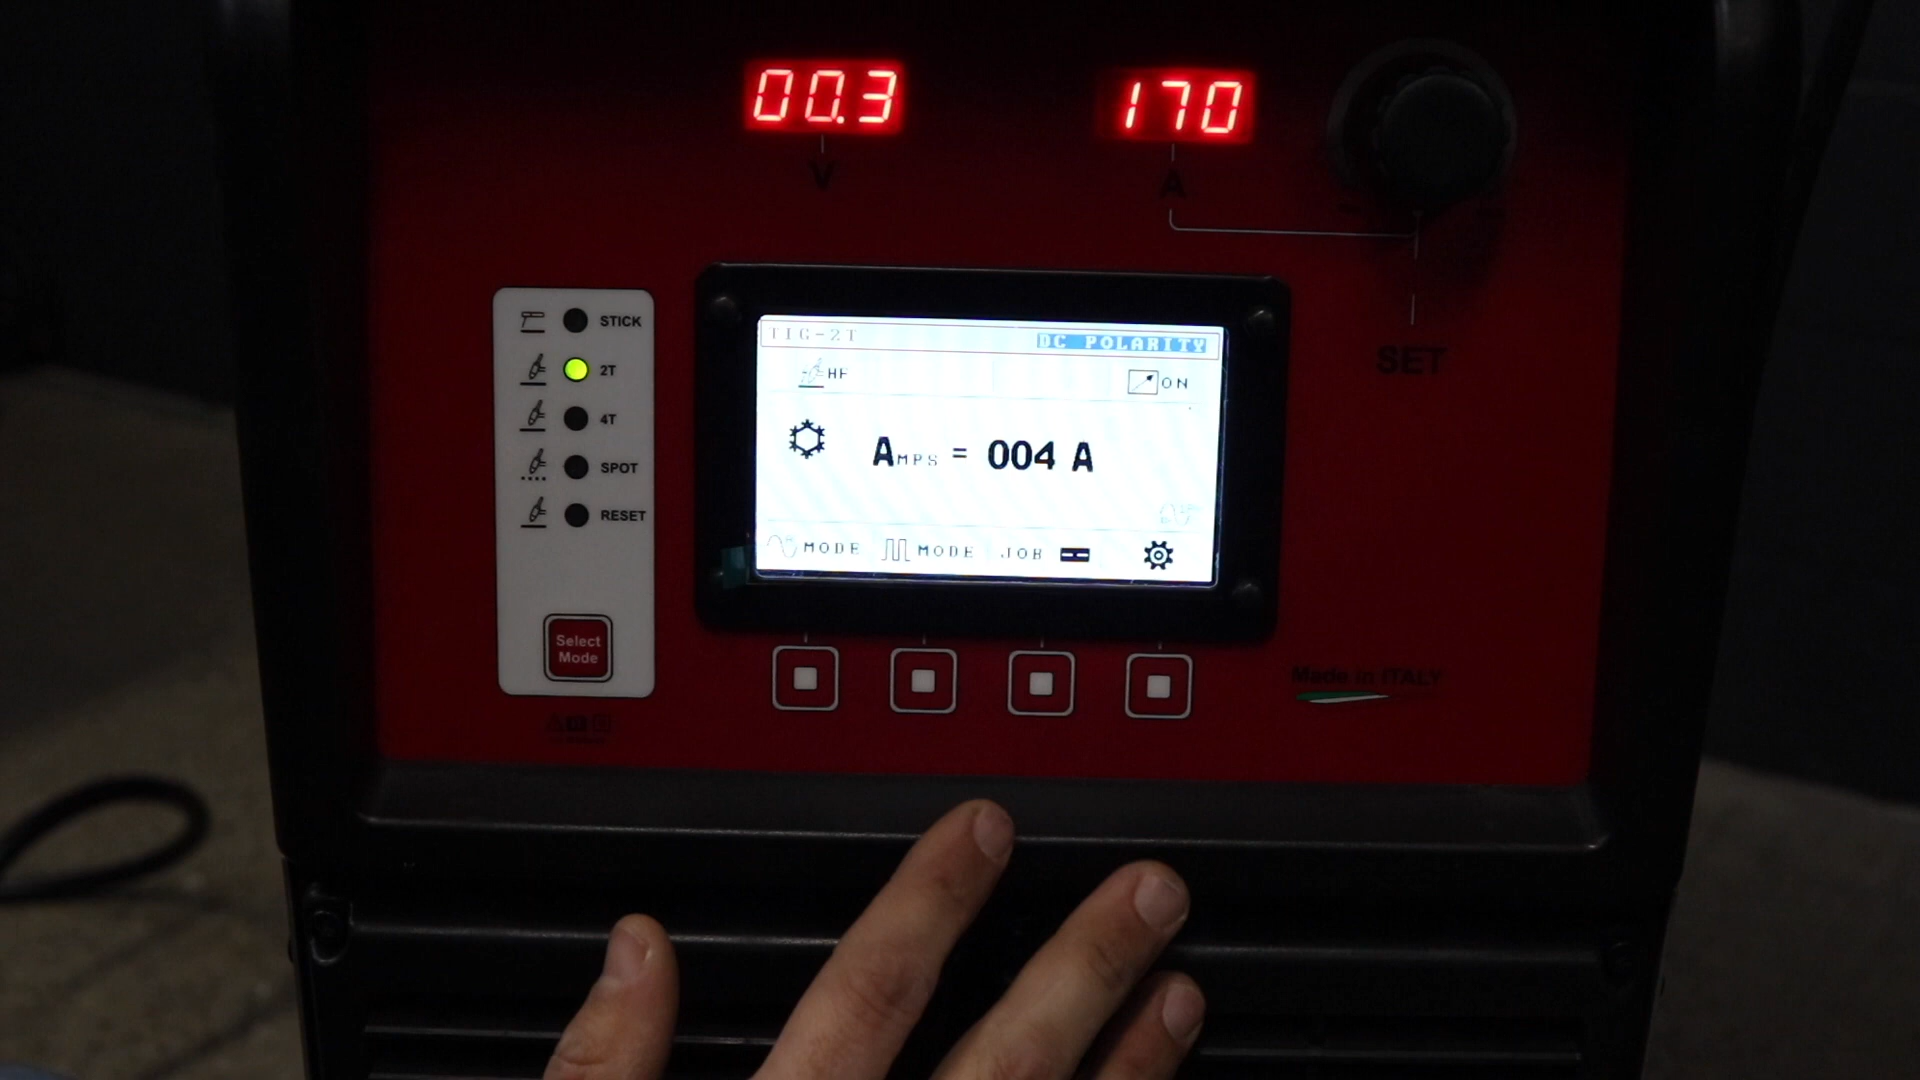 00.3
170
V
A
SET
STICK
2T
4T
SPOT
RESET
Select
Mode
TIG-2T
DC POLARITY
HF
ON
AMPS = 004 A
MODE
MODE
JOB
Made in ITALY